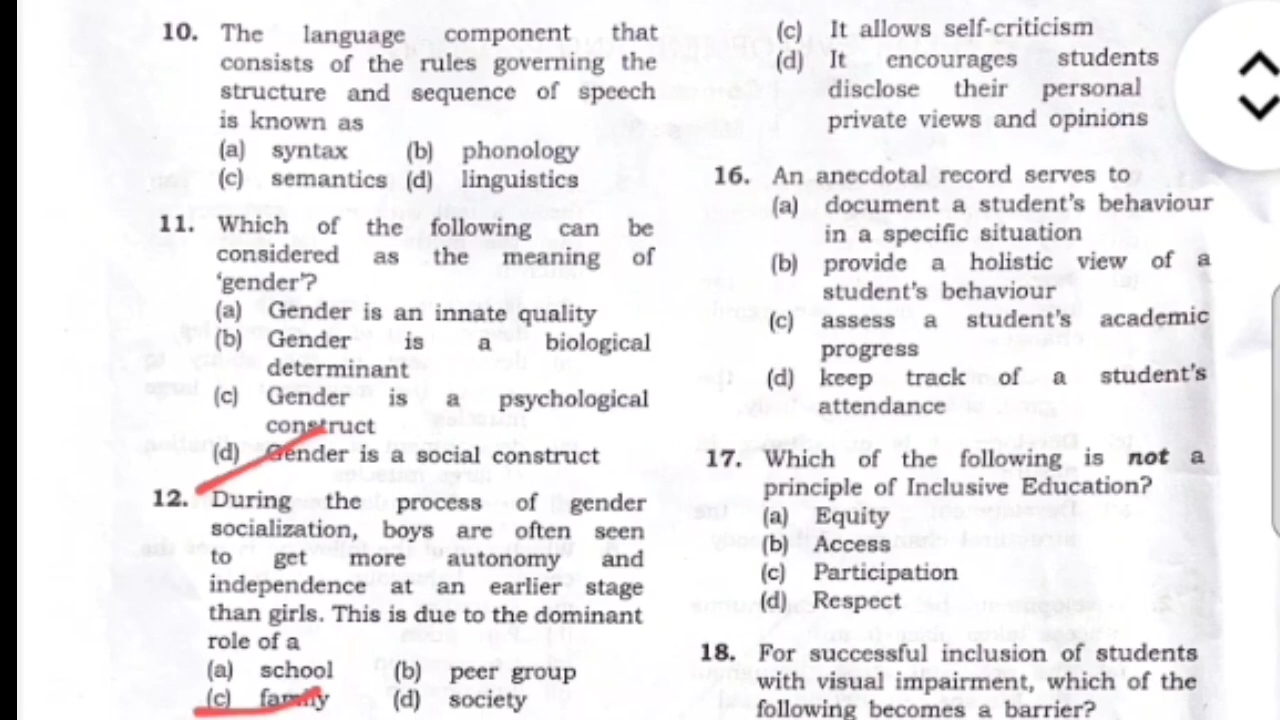 10. The language component that
consists of the rules governing the
structure and sequence of speech
is known as
(a) syntax (b) phonology
(c) semantics (d) linguistics
11. Which of the following can be
considered as the meaning of
'gender'?
(a) Gender is an innate quality
(b) Gender is a biological
determinant
(c) Gender is a psychological
construct
(d) Gender is a social construct
12. During the process of gender
socialization, boys are often seen
to get more autonomy and
independence at an earlier stage
than girls. This is due to the dominant
role of a
(a) school (b) peer group
(c) family (d) society
(c) It allows self-criticism
(d) It encourages students
disclose their personal
private views and opinions
16. An anecdotal record serves to
(a) document a student's behaviour
in a specific situation
(b) provide a holistic view of a
student's behaviour
(c) assess a student's academic
progress
(d) keep track of a student's
attendance
17. Which of the following is not a
principle of Inclusive Education?
(a) Equity
(b) Access
(c) Participation
(d) Respect
18. For successful inclusion of students
with visual impairment, which of the
following becomes a barrier?